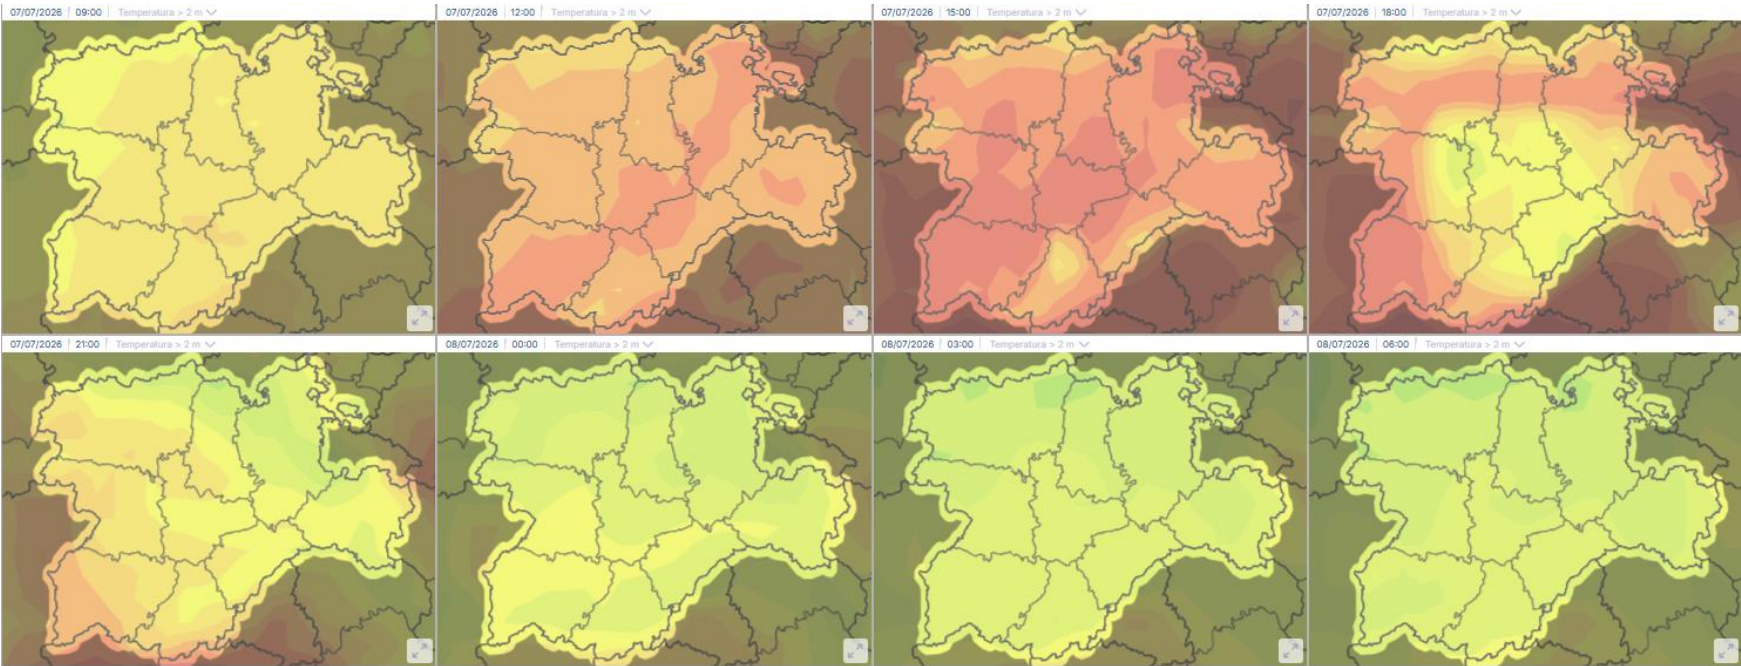 07/07/2026 09:00 Temperatura > 2 m
07/07/2026 12:00 Temperatura > 2 m
07/07/2026 15:00 Temperatura > 2 m
07/07/2026 18:00 Temperatura > 2 m
07/07/2026 21:00 Temperatura > 2 m
08/07/2026 00:00 Temperatura > 2 m
08/07/2026 03:00 Temperatura > 2 m
08/07/2026 06:00 Temperatura > 2 m